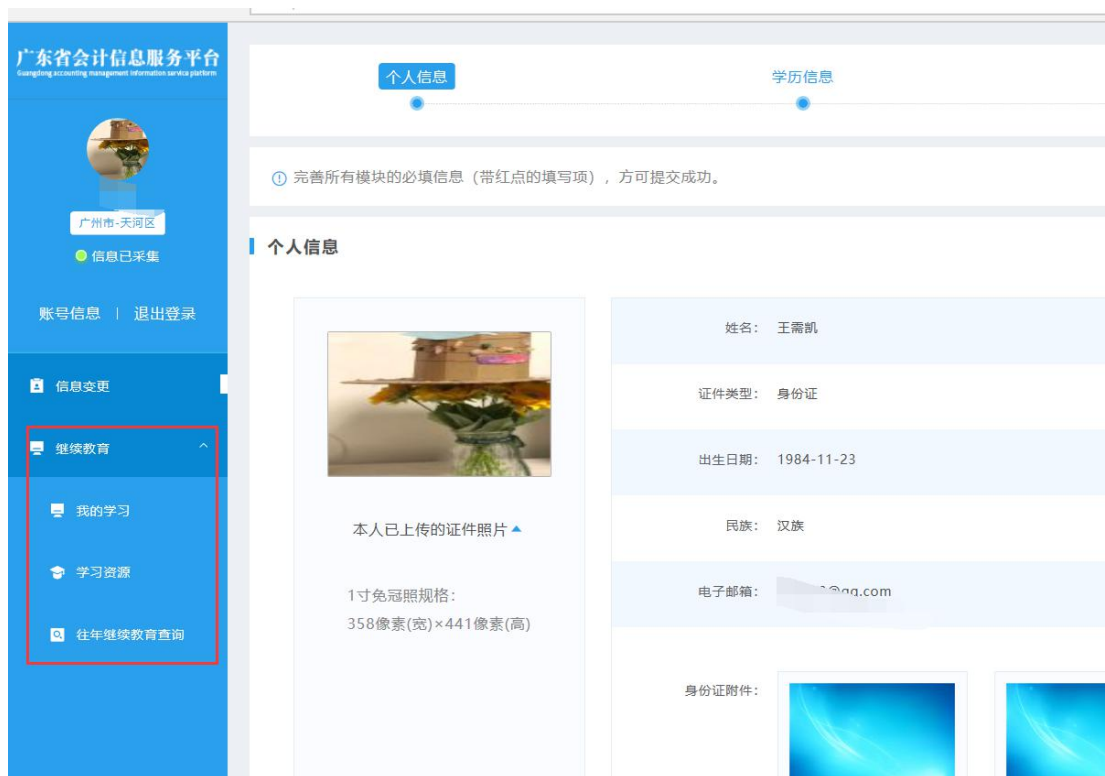 广东省会计信息服务平台
Guangdong accounting management information service platform
广州市-天河区
信息已采集
账号信息 | 退出登录
信息变更
继续教育
我的学习
学习资源
往年继续教育查询
个人信息
学历信息
完善所有模块的必填信息（带红点的填写项），方可提交成功。
个人信息
本人已上传的证件照片
1寸免冠照规格：
358像素(宽)×441像素(高)
姓名： 王需凯
证件类型： 身份证
出生日期： 1984-11-23
民族： 汉族
电子邮箱： @qq.com
身份证附件：